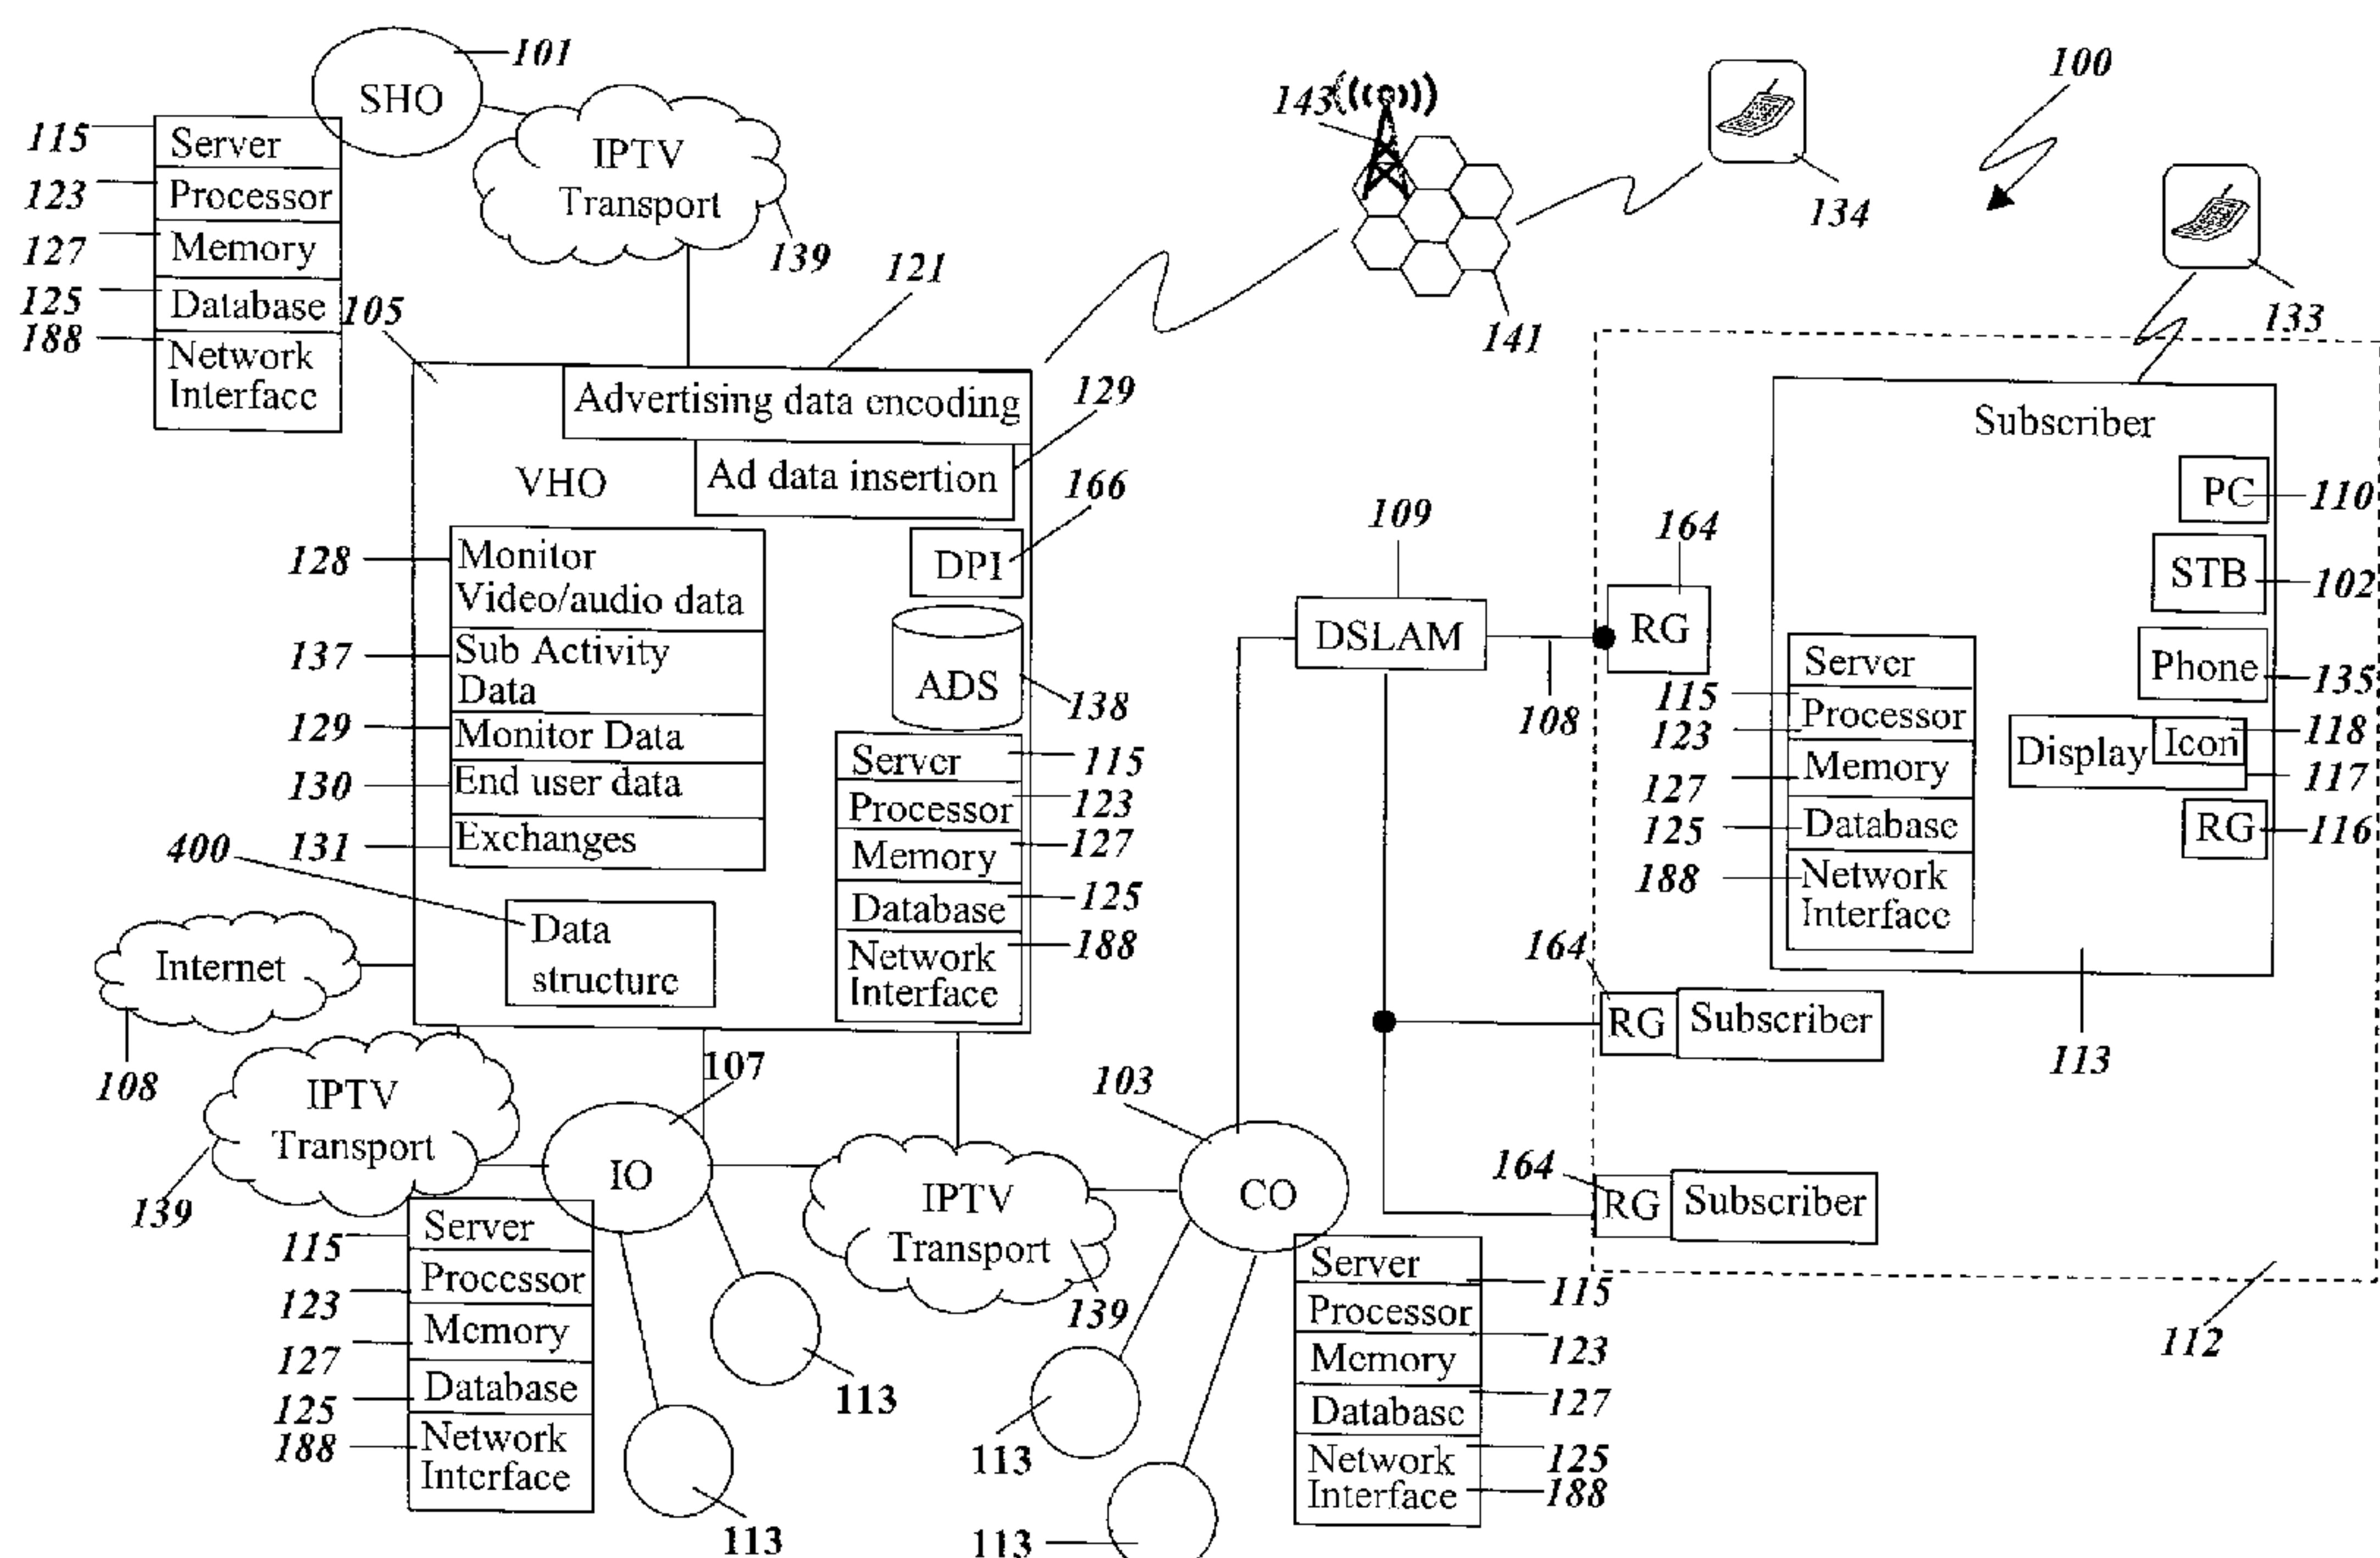 101
SHO
115 Server
123 Processor
127 Memory
125 Database
188 Network
Interface
IPTV
Transport
139
143
141
134
100
133
105
121
Advertising data encoding
129
Ad data insertion
VHO
166
DPI
128 Monitor
Video/audio data
137 Sub Activity
Data
129 Monitor Data
130 End user data
131 Exchanges
ADS
138
Server 115
Processor 123
Memory 127
Database 125
Network 188
Interface
400
Data
structure
Internet
108
109
DSLAM
108
164
RG
Subscriber
PC 110
STB 102
Phone 135
Icon 118
Display 117
RG 116
Server
115
Processor
123
Memory
127
Database
125
Network
188
Interface
113
164
RG Subscriber
164
RG Subscriber
112
IPTV
Transport
139
107
IO
Server
115
Processor
123
Memory
127
Database
125
Network
188
Interface
113
113
IPTV
Transport
139
103
CO
Server
115
Processor
123
Memory
127
Database
125
Network
Interface
188
113
113